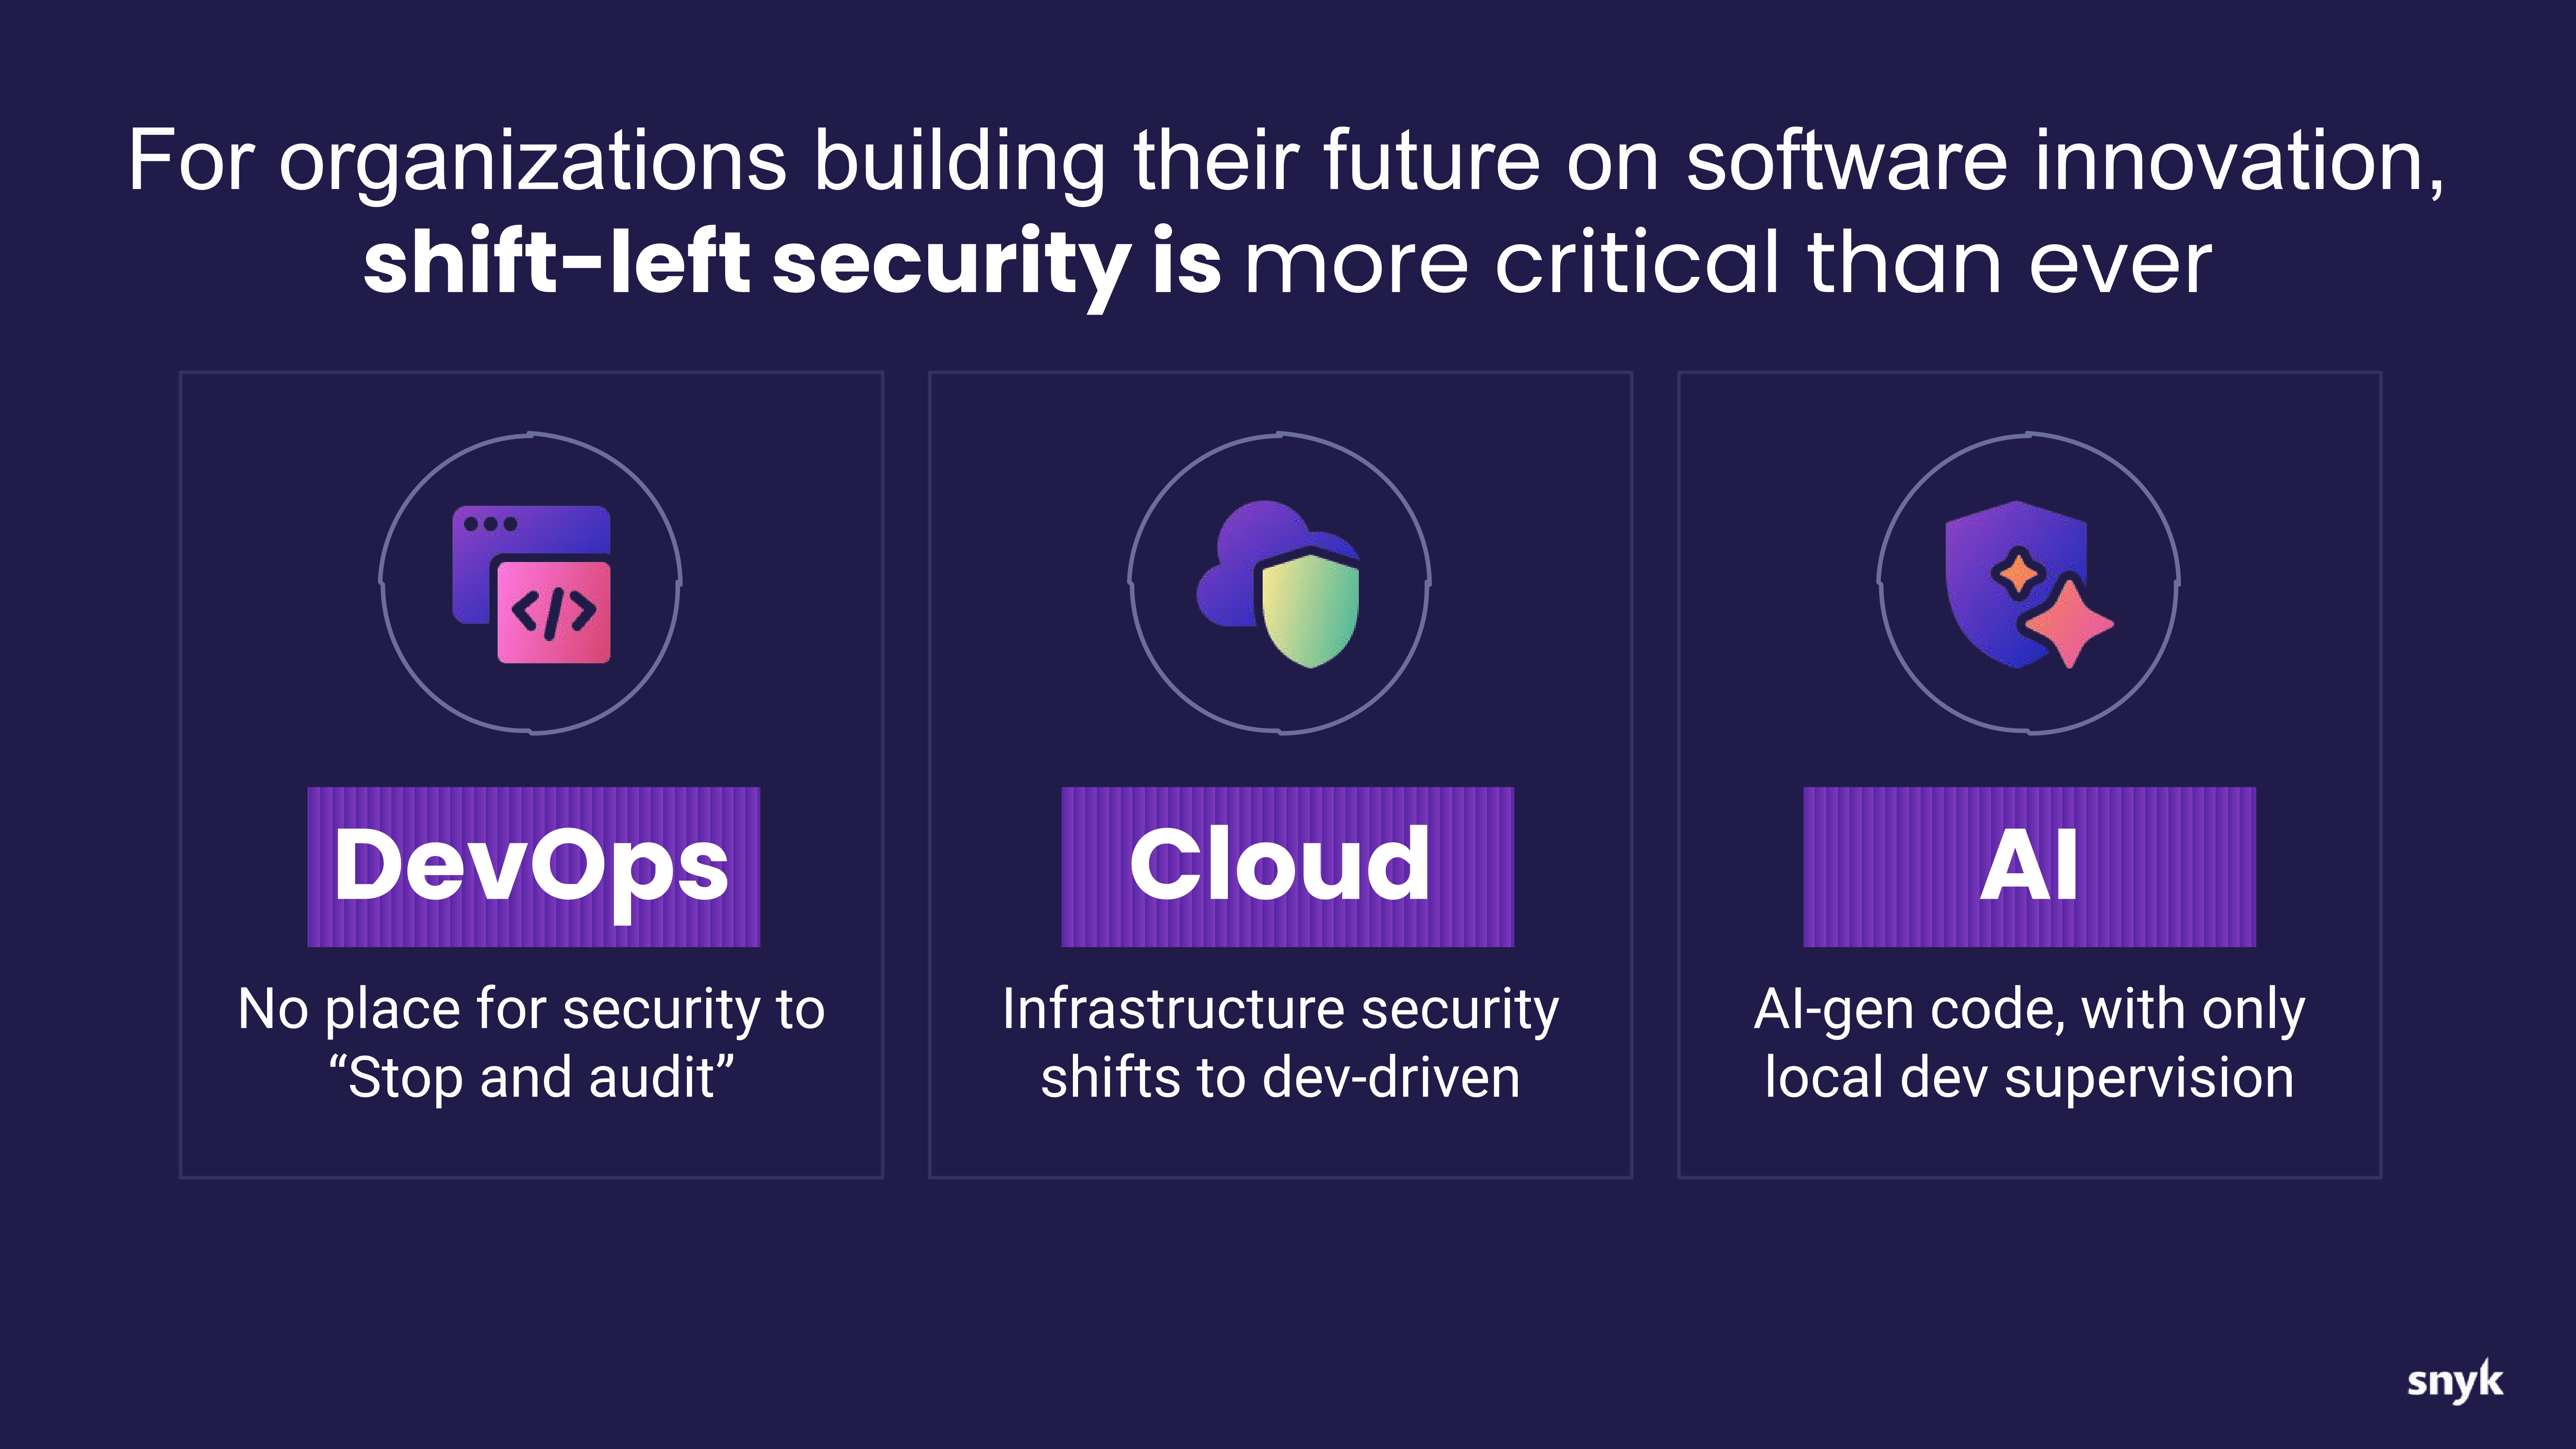 For organizations building their future on software innovation,
shift-left security is more critical than ever
</>
DevOps
No place for security to
“Stop and audit”
Cloud
Infrastructure security
shifts to dev-driven
AI
AI-gen code, with only
local dev supervision
snyk